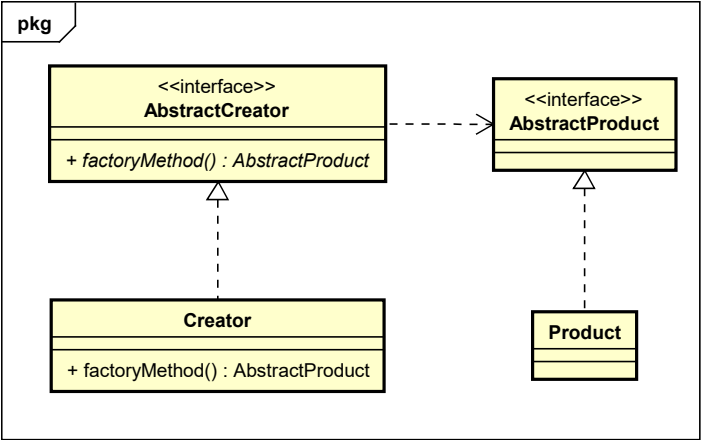 pkg
<<interface>>
AbstractCreator
+ factoryMethod() : AbstractProduct
<<interface>>
AbstractProduct
Creator
+ factoryMethod() : AbstractProduct
Product